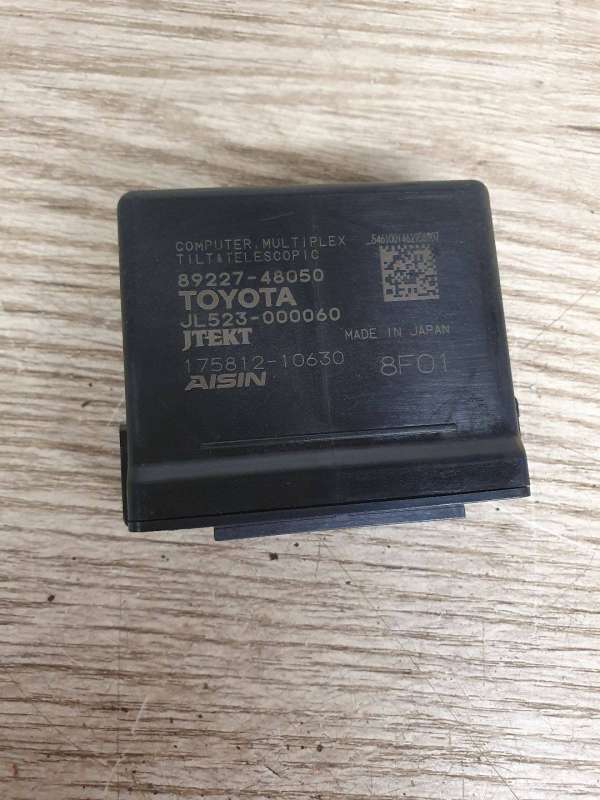 COMPUTER,MULTIPLEX
TILT&TELESCOPIC
89227-48050
TOYOTA
JL523-000060
JTEKT
MADE IN JAPAN
175812-10630
8F01
AISIN